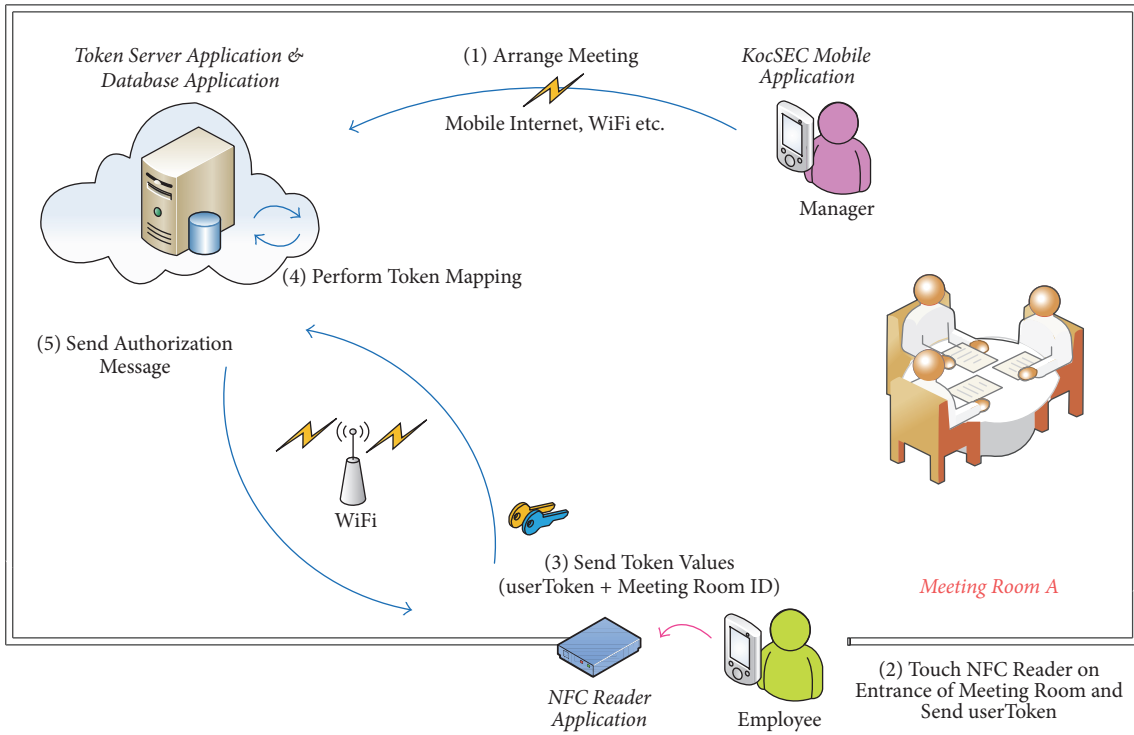 Token Server Application &
Database Application
(1) Arrange Meeting
Mobile Internet, WiFi etc.
KocSEC Mobile
Application
Manager
(4) Perform Token Mapping
(5) Send Authorization
Message
WiFi
(3) Send Token Values
(userToken + Meeting Room ID)
Meeting Room A
NFC Reader
Application
Employee
(2) Touch NFC Reader on
Entrance of Meeting Room and
Send userToken